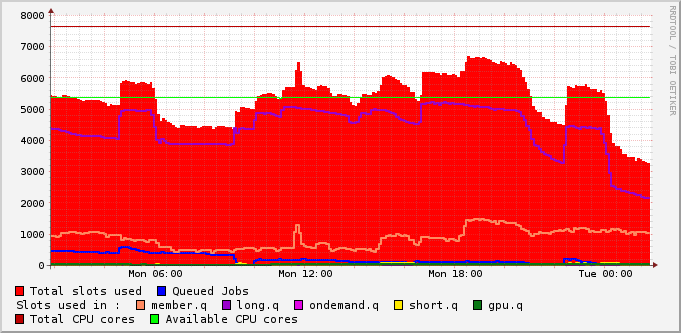 8000
7000
6000
5000
4000
3000
2000
1000
0
Mon 06:00 Mon 12:00 Mon 18:00 Tue 00:00
Total slots used Queued Jobs
Slots used in : member.q long.q ondemand.q short.q gpu.q
Total CPU cores Available CPU cores
RRDTOOL / TOBI OETIKER